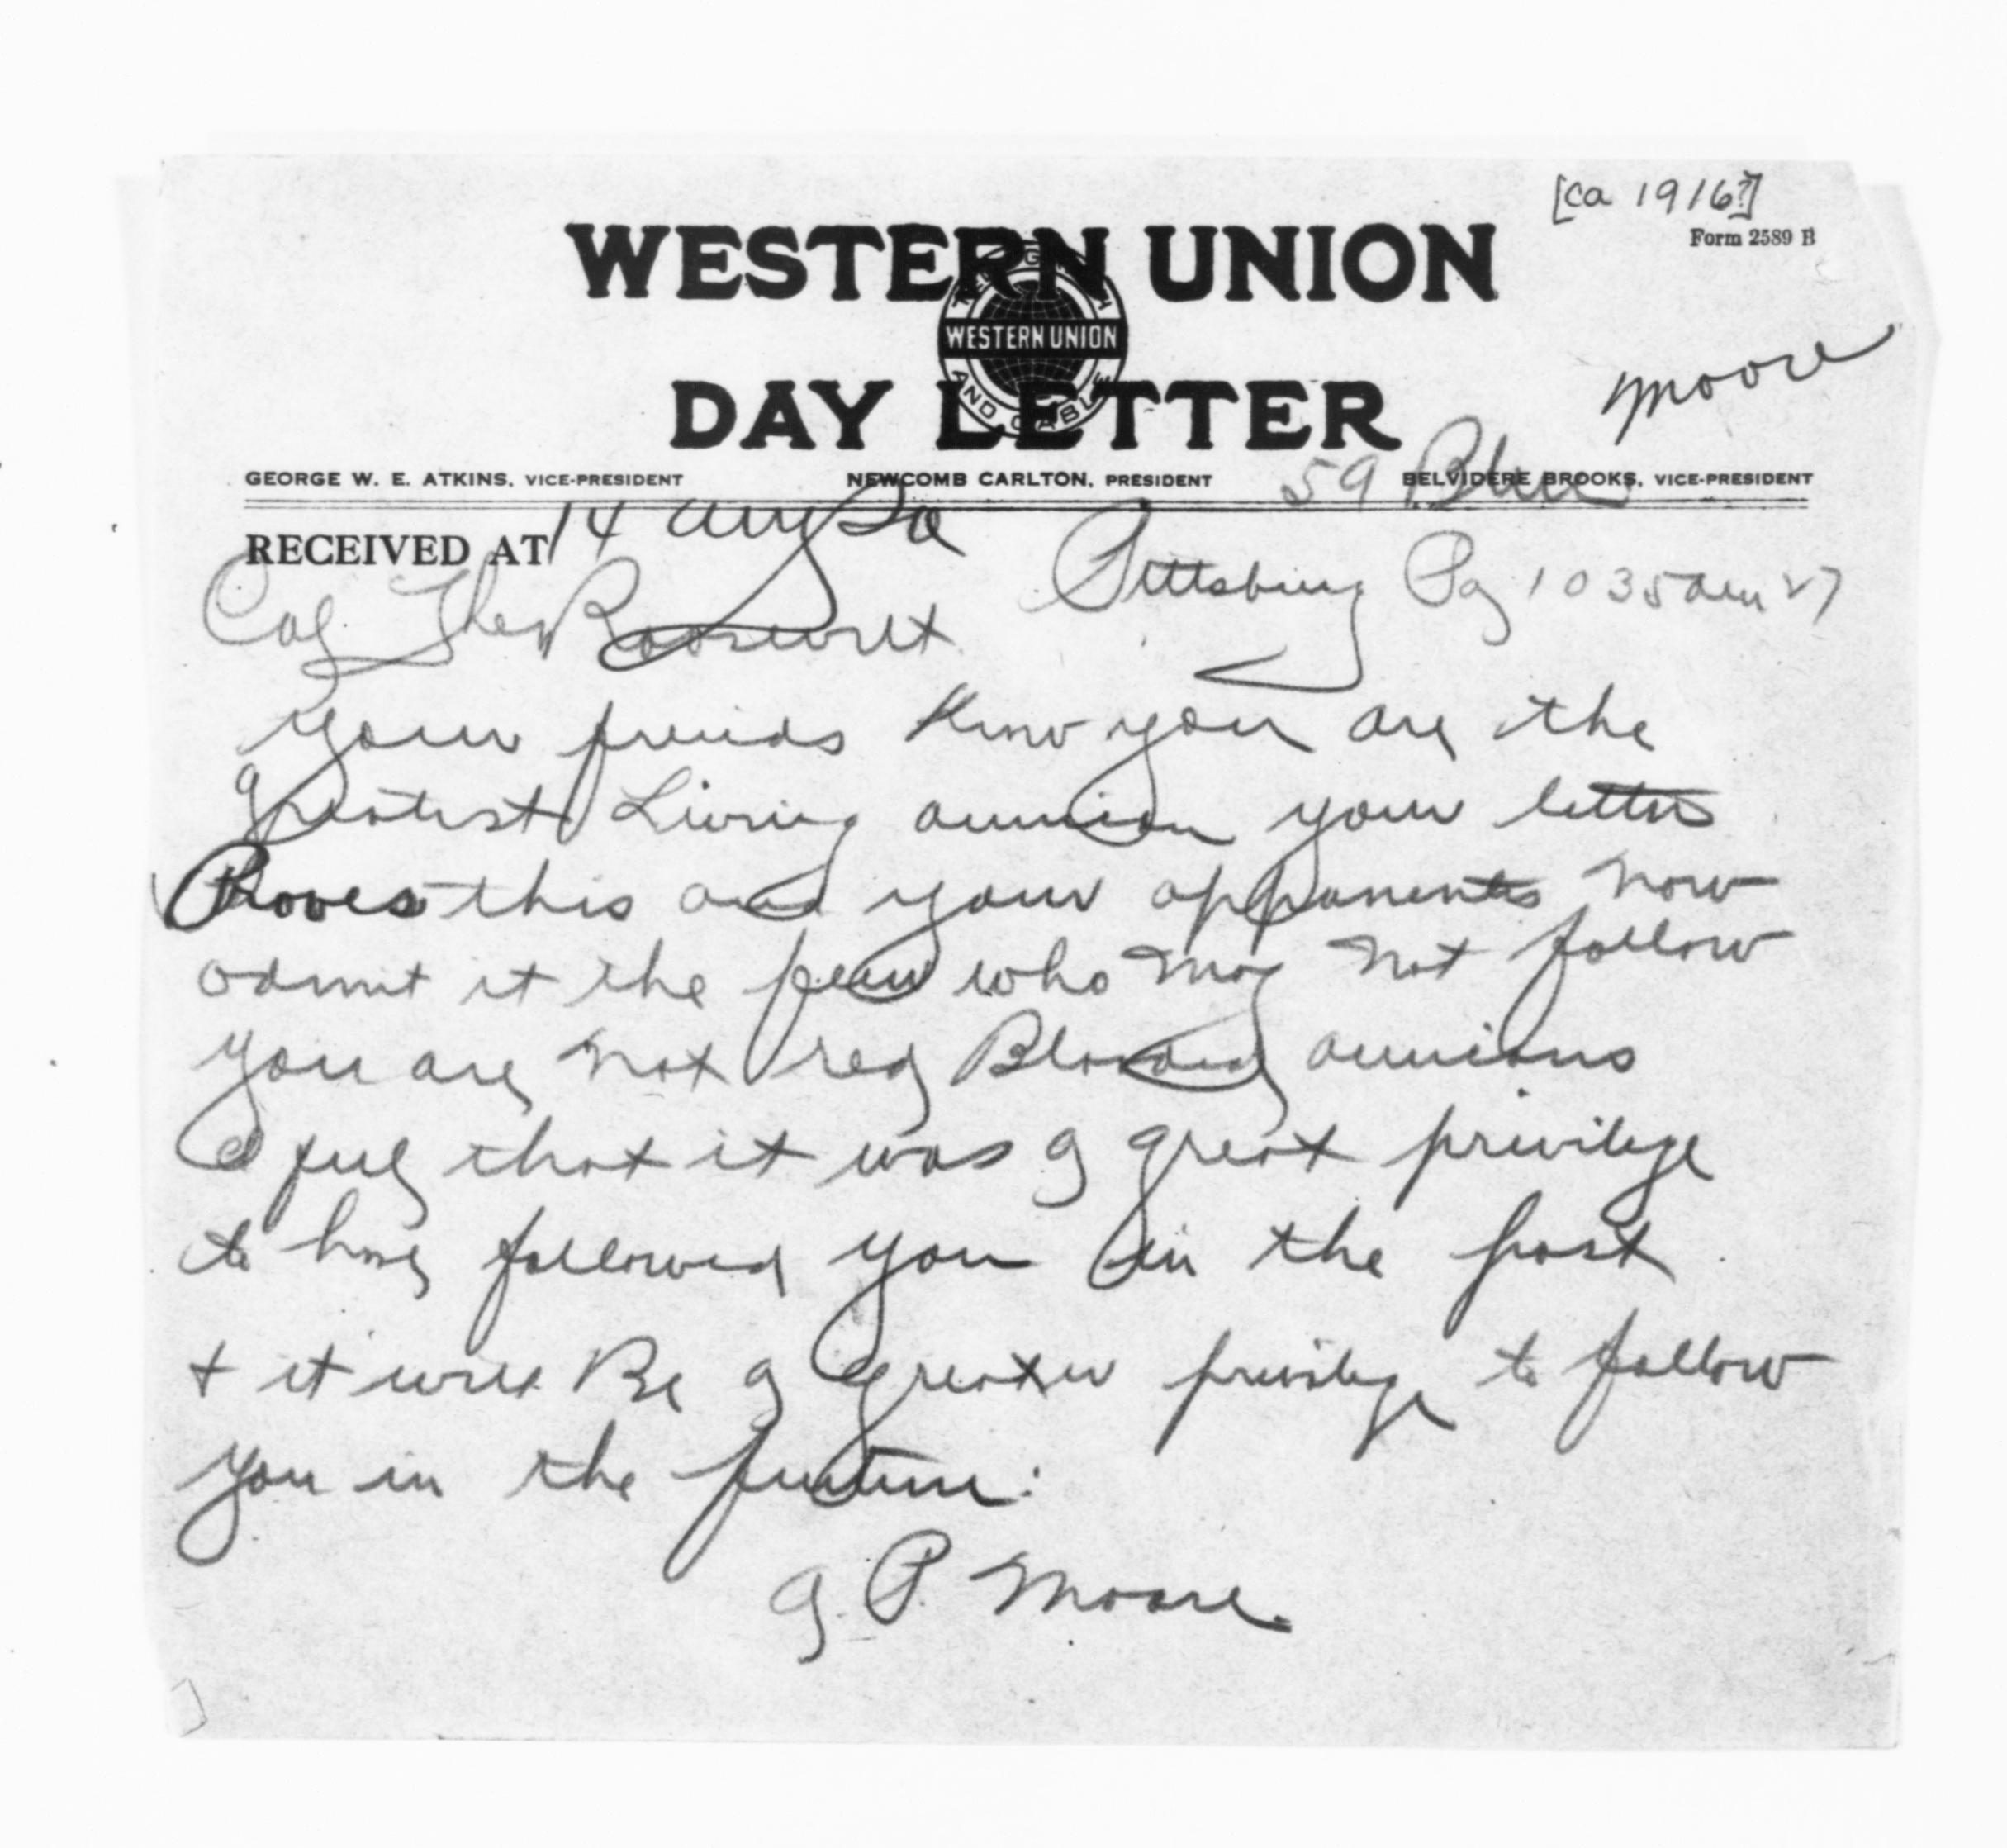 [ca 1916?]
Form 2589 B
WESTERN UNION
TELEGRAPH AND CABLE
WESTERN UNION
DAY LETTER
Moore
GEORGE W. E. ATKINS, VICE-PRESIDENT NEWCOMB CARLTON, PRESIDENT BELVIDERE BROOKS, VICE-PRESIDENT
59 Blue
RECEIVED AT 14
Pittsburg Pa 1035am 27
Col Theo Roosevelt
Your friends Know you are the
greatest Living american your letter
Proves this and your opponents now
admit it the few who may not follow
you are not red Blooded americans
I feel that it was a great privilege
to have followed you in the past
+ it will Be a greater privilege to follow
you in the future.
G. P. Moore.